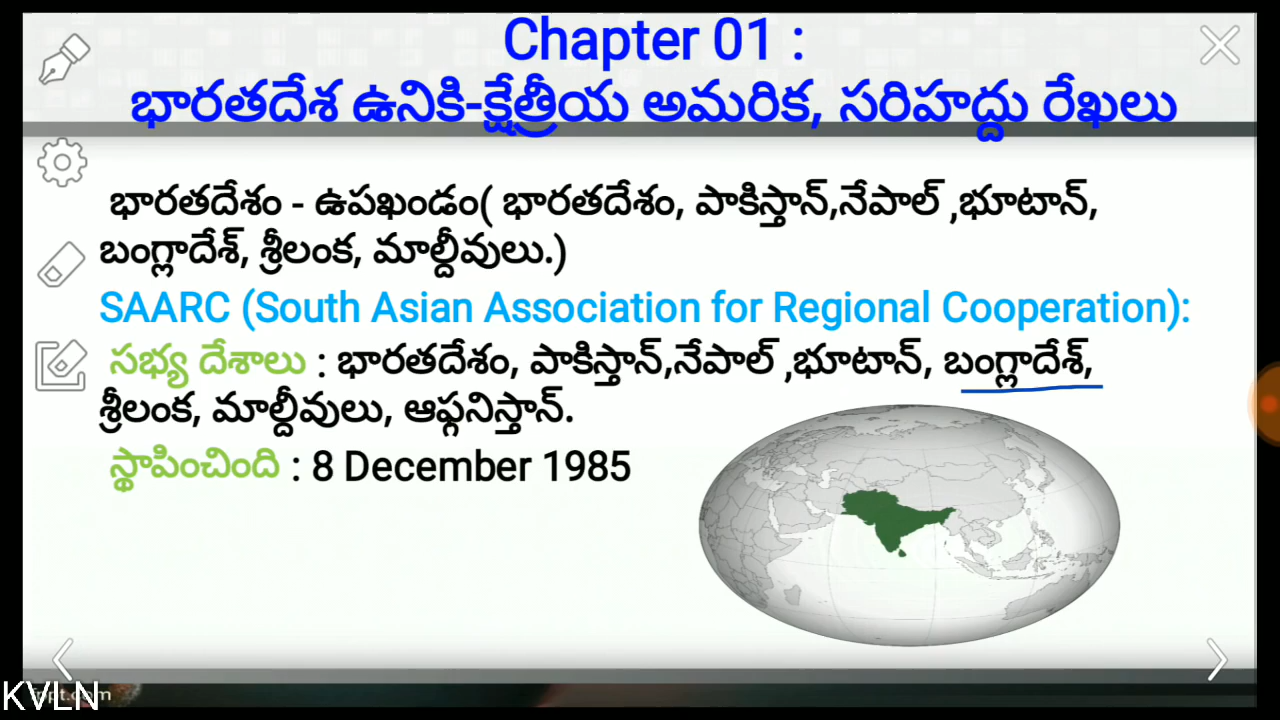 Chapter 01 :
భారతదేశ ఉనికి-క్షేత్రీయ అమరిక, సరిహద్దు రేఖలు
భారతదేశం - ఉపఖండం( భారతదేశం, పాకిస్తాన్,నేపాల్ ,భూటాన్,
బంగ్లాదేశ్, శ్రీలంక, మాల్దీవులు.)
SAARC (South Asian Association for Regional Cooperation):
సభ్య దేశాలు : భారతదేశం, పాకిస్తాన్,నేపాల్ ,భూటాన్, బంగ్లాదేశ్,
శ్రీలంక, మాల్దీవులు, ఆఫ్గనిస్తాన్.
స్థాపించింది : 8 December 1985
KVLN